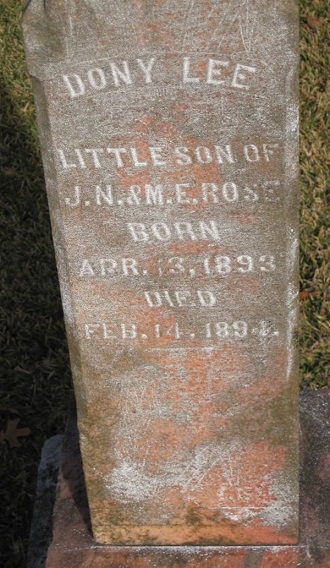 DONY LEE
LITTLE SON OF
J.N.&M.E.ROSE
BORN
APR.13,1893
DIED
FEB.14.1894.